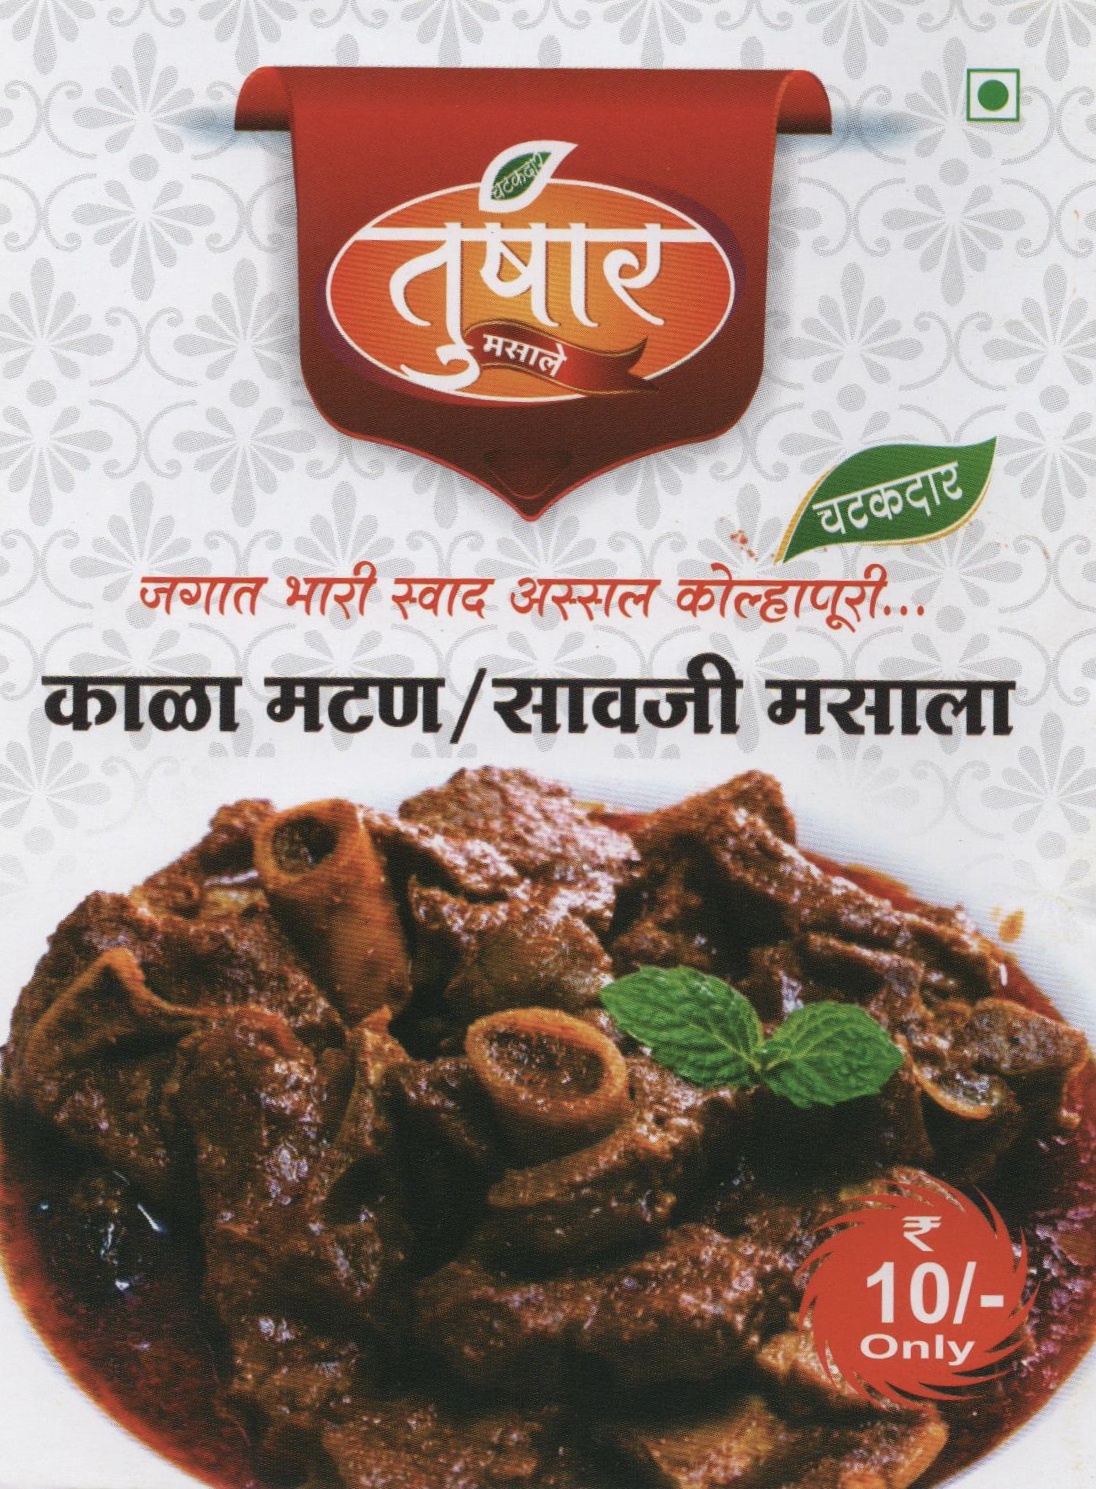 चटकदार
तुषार
मसाले
चटकदार
जगात भारी स्वाद अस्सल कोल्हापूरी...
काळा मटण/सावजी मसाला
₹
10/-
Only